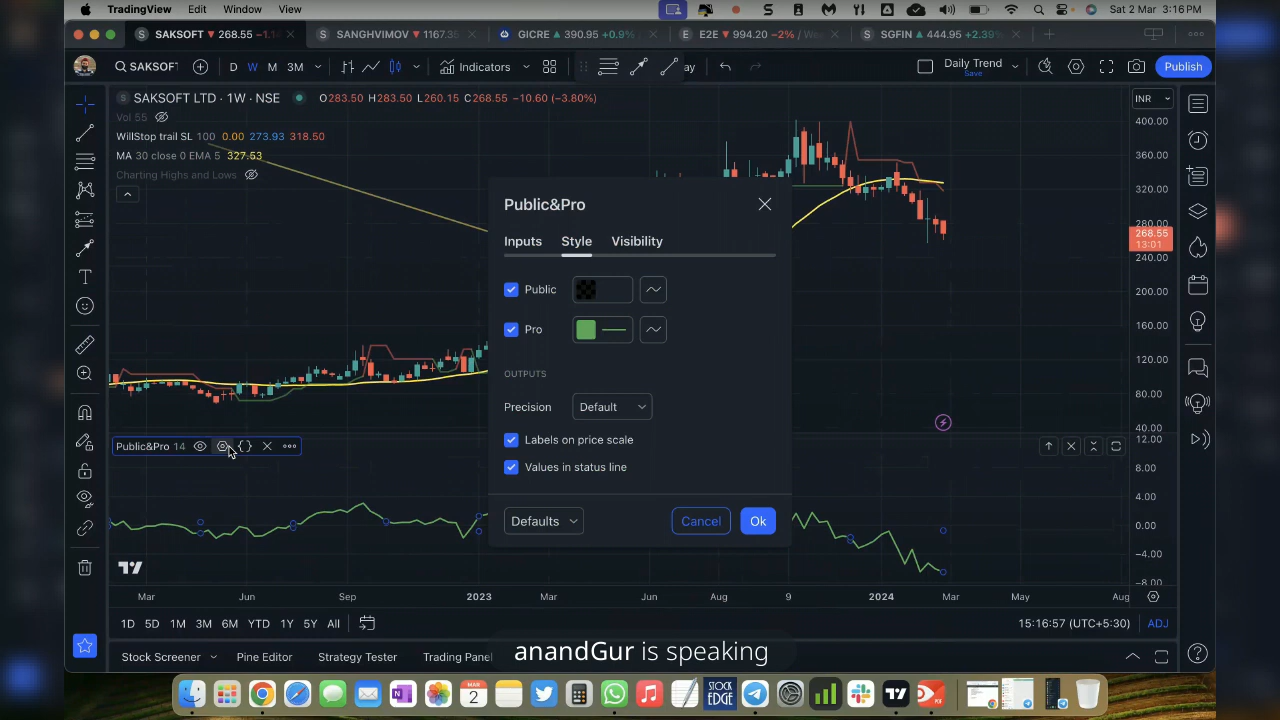 TradingView Edit Window View Sat 2 Mar 3:16 PM
SAKSOFT ▼ 268.55 −1.1 SANGHVIMOV ▼ 1167.35 GICRE ▲ 390.95 +0.9% E2E ▼ 994.20 −2% / SGFIN ▲ 444.95 +2.39%
SAKSOFT D W M 3M Indicators ay Daily Trend Save Publish
SAKSOFT LTD · 1W · NSE O283.50 H283.50 L260.15 C268.55 −10.60 (−3.80%) INR
Vol 55
WillStop trail SL 100 0.00 273.93 318.50
MA 30 close 0 EMA 5 327.53
Charting Highs and Lows
400.00
360.00
320.00
280.00
268.55
13:01
240.00
200.00
160.00
120.00
80.00
40.00
12.00
8.00
4.00
0.00
−4.00
−8.00
Public&Pro
Inputs Style Visibility
Public
Pro
OUTPUTS
Precision Default
Labels on price scale
Values in status line
Defaults Cancel Ok
Public&Pro 14
Mar Jun Sep 2023 Mar Jun Aug 9 2024 Mar May Aug
1D 5D 1M 3M 6M YTD 1Y 5Y All 15:16:57 (UTC+5:30) ADJ
Stock Screener Pine Editor Strategy Tester Trading Panel
anandGur is speaking
MAR
2
STOCK
EDGE